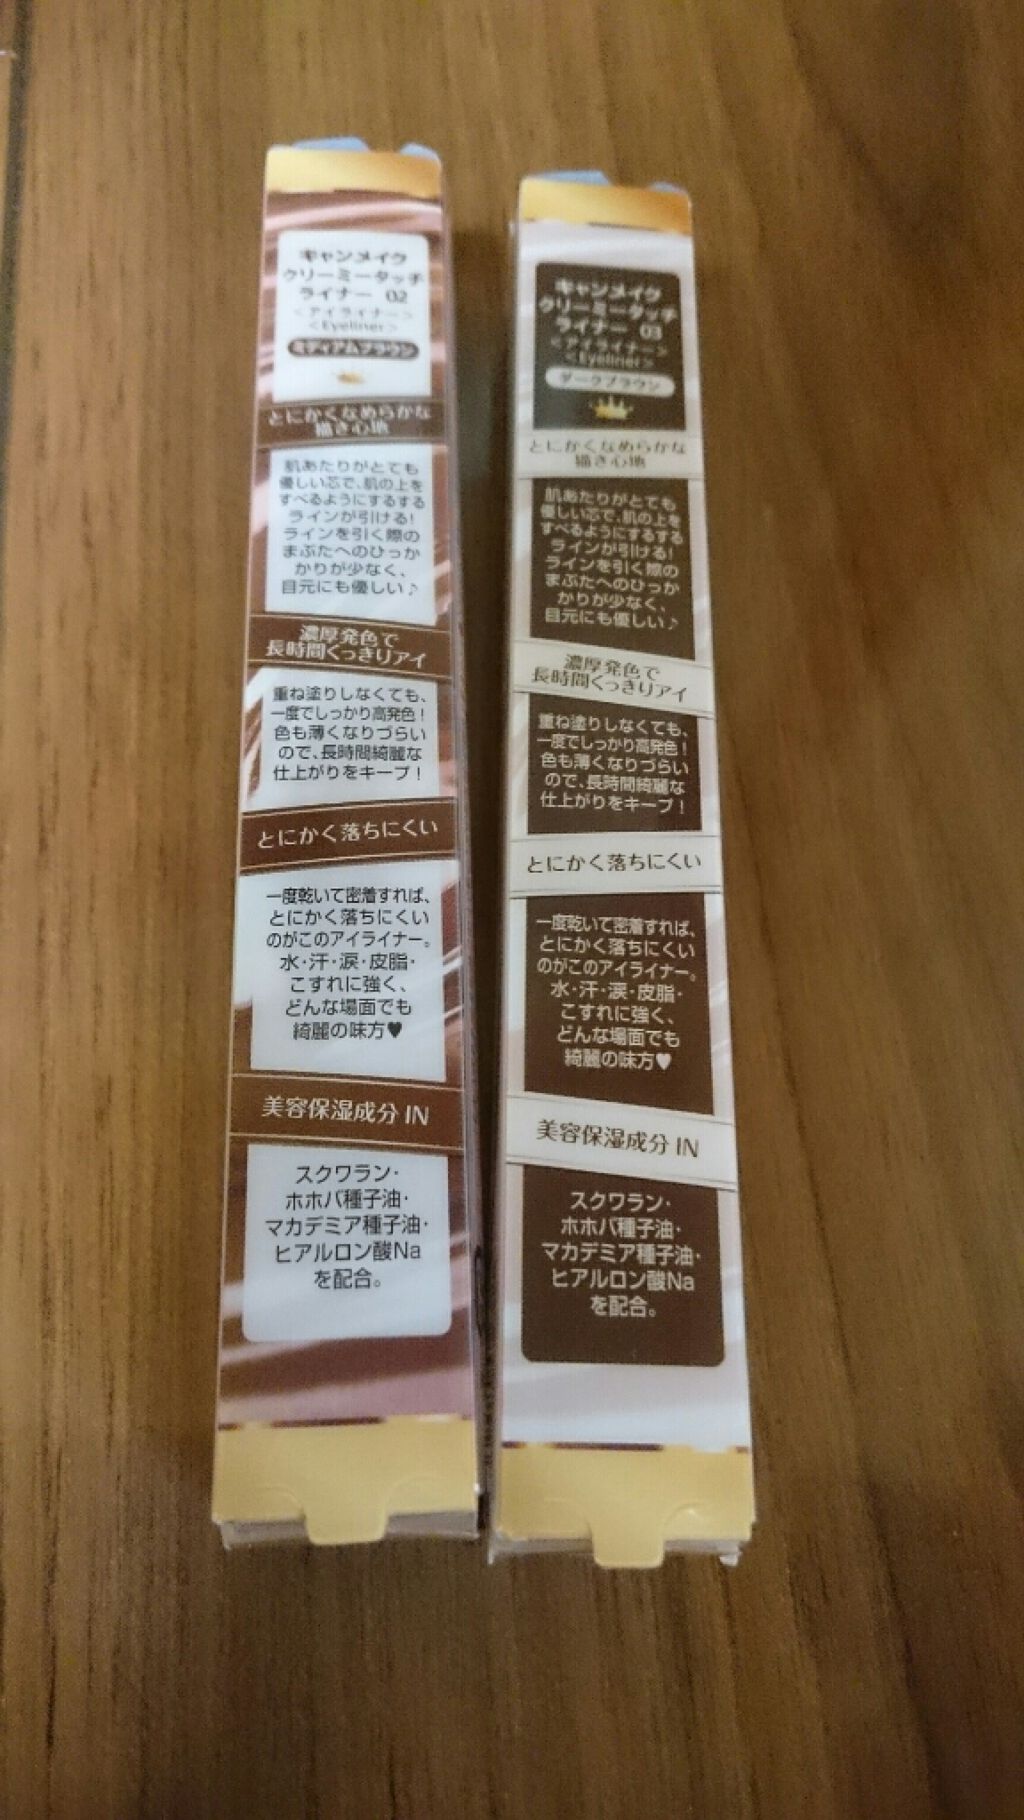 キャンメイク
クリーミータッチ
ライナー 02
<アイライナー>
<Eyeliner>
ミディアムブラウン
とにかくなめらかな
描き心地
肌あたりがとても
優しい芯で、肌の上を
すべるようにするする
ラインが引ける!
ラインを引く際の
まぶたへのひっか
かりが少なく、
目元にも優しい♪
濃厚発色で
長時間くっきりアイ
重ね塗りしなくても、
一度でしっかり高発色!
色も薄くなりづらい
ので、長時間綺麗な
仕上がりをキープ!
とにかく落ちにくい
一度乾いて密着すれば、
とにかく落ちにくい
のがこのアイライナー。
水・汗・涙・皮脂・
こすれに強く、
どんな場面でも
綺麗の味方♥
美容保湿成分 IN
スクワラン・
ホホバ種子油・
マカデミア種子油・
ヒアルロン酸Na
を配合。
キャンメイク
クリーミータッチ
ライナー 03
<アイライナー>
<Eyeliner>
ダークブラウン
とにかくなめらかな
描き心地
肌あたりがとても
優しい芯で、肌の上を
すべるようにするする
ラインが引ける!
ラインを引く際の
まぶたへのひっか
かりが少なく、
目元にも優しい♪
濃厚発色で
長時間くっきりアイ
重ね塗りしなくても、
一度でしっかり高発色!
色も薄くなりづらい
ので、長時間綺麗な
仕上がりをキープ!
とにかく落ちにくい
一度乾いて密着すれば、
とにかく落ちにくい
のがこのアイライナー。
水・汗・涙・皮脂・
こすれに強く、
どんな場面でも
綺麗の味方♥
美容保湿成分 IN
スクワラン・
ホホバ種子油・
マカデミア種子油・
ヒアルロン酸Na
を配合。